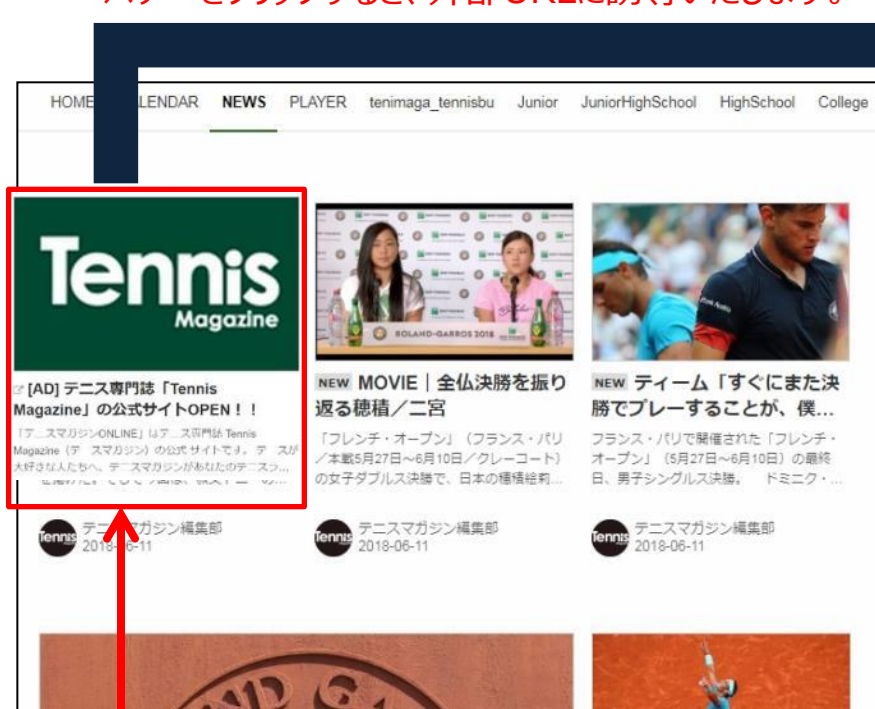 バナーをクリックすると、外部URLに誘導いたします。
HOME
LENDAR
NEWS
PLAYER
tenimaga_tennisbu
Junior
JuniorHighSchool
HighSchool
College
Tennis
Magazine
[AD] テニス専門誌「Tennis
Magazine」の公式サイトOPEN！！
「テニスマガジンONLINE」はテニス専門誌 Tennis
Magazine（テニスマガジン）の公式サイトです。テニスが
大好きな人たちへ、テニスマガジンがあなたのテニスラ...
テニスマガジン編集部
2018-06-11
ROLAND-GARROS 2018
NEW MOVIE｜全仏決勝を振り
返る穂積／二宮
「フレンチ・オープン」（フランス・パリ
／本戦5月27日～6月10日／クレーコート）
の女子ダブルス決勝で、日本の穂積絵莉...
Tennis
テニスマガジン編集部
2018-06-11
NEW ティーム「すぐにまた決
勝でプレーすることが、僕...
フランス・パリで開催された「フレンチ・
オープン」（5月27日～6月10日）の最終
日、男子シングルス決勝。 ドミニク・...
Tennis
テニスマガジン編集部
2018-06-11